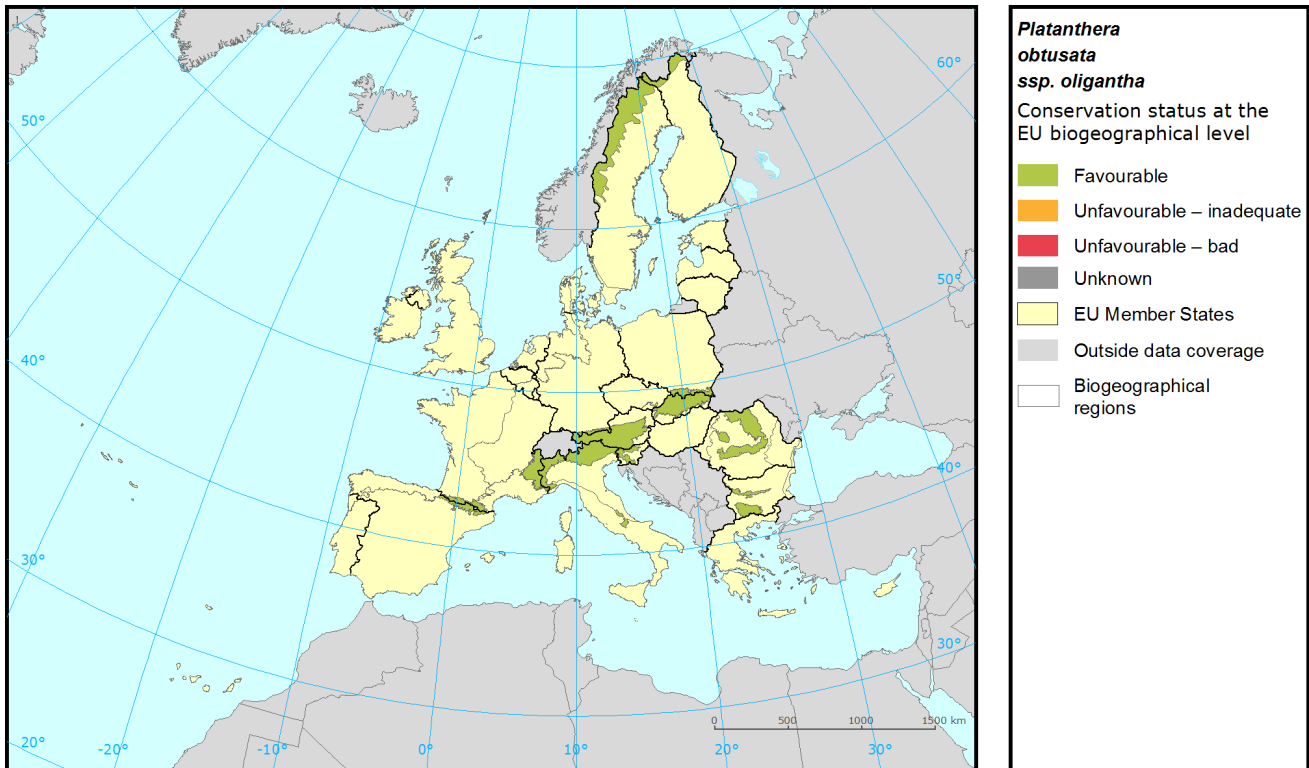 Platanthera
obtusata
ssp. oligantha
Conservation status at the
EU biogeographical level
Favourable
Unfavourable – inadequate
Unfavourable – bad
Unknown
EU Member States
Outside data coverage
Biogeographical
regions
60°
50°
50°
40°
40°
30°
30°
0 500 1000 1500 km
20° -20° -10° 0° 10° 20° 30°